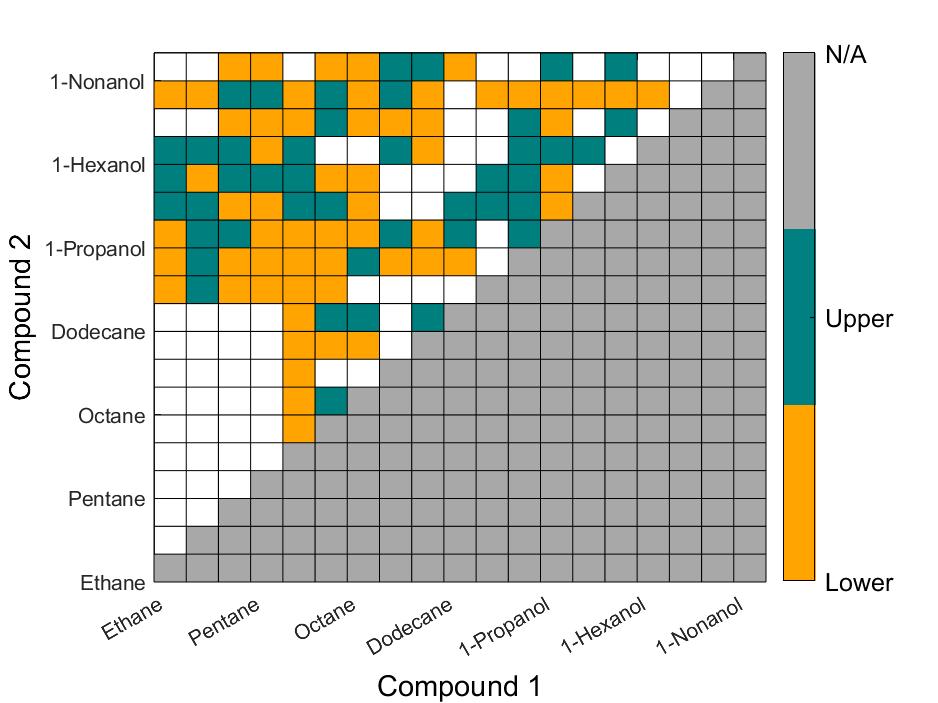 N/A
1-Nonanol
1-Hexanol
1-Propanol
Upper
Dodecane
Octane
Pentane
Ethane
Lower
Compound 2
Ethane
Pentane
Octane
Dodecane
1-Propanol
1-Hexanol
1-Nonanol
Compound 1